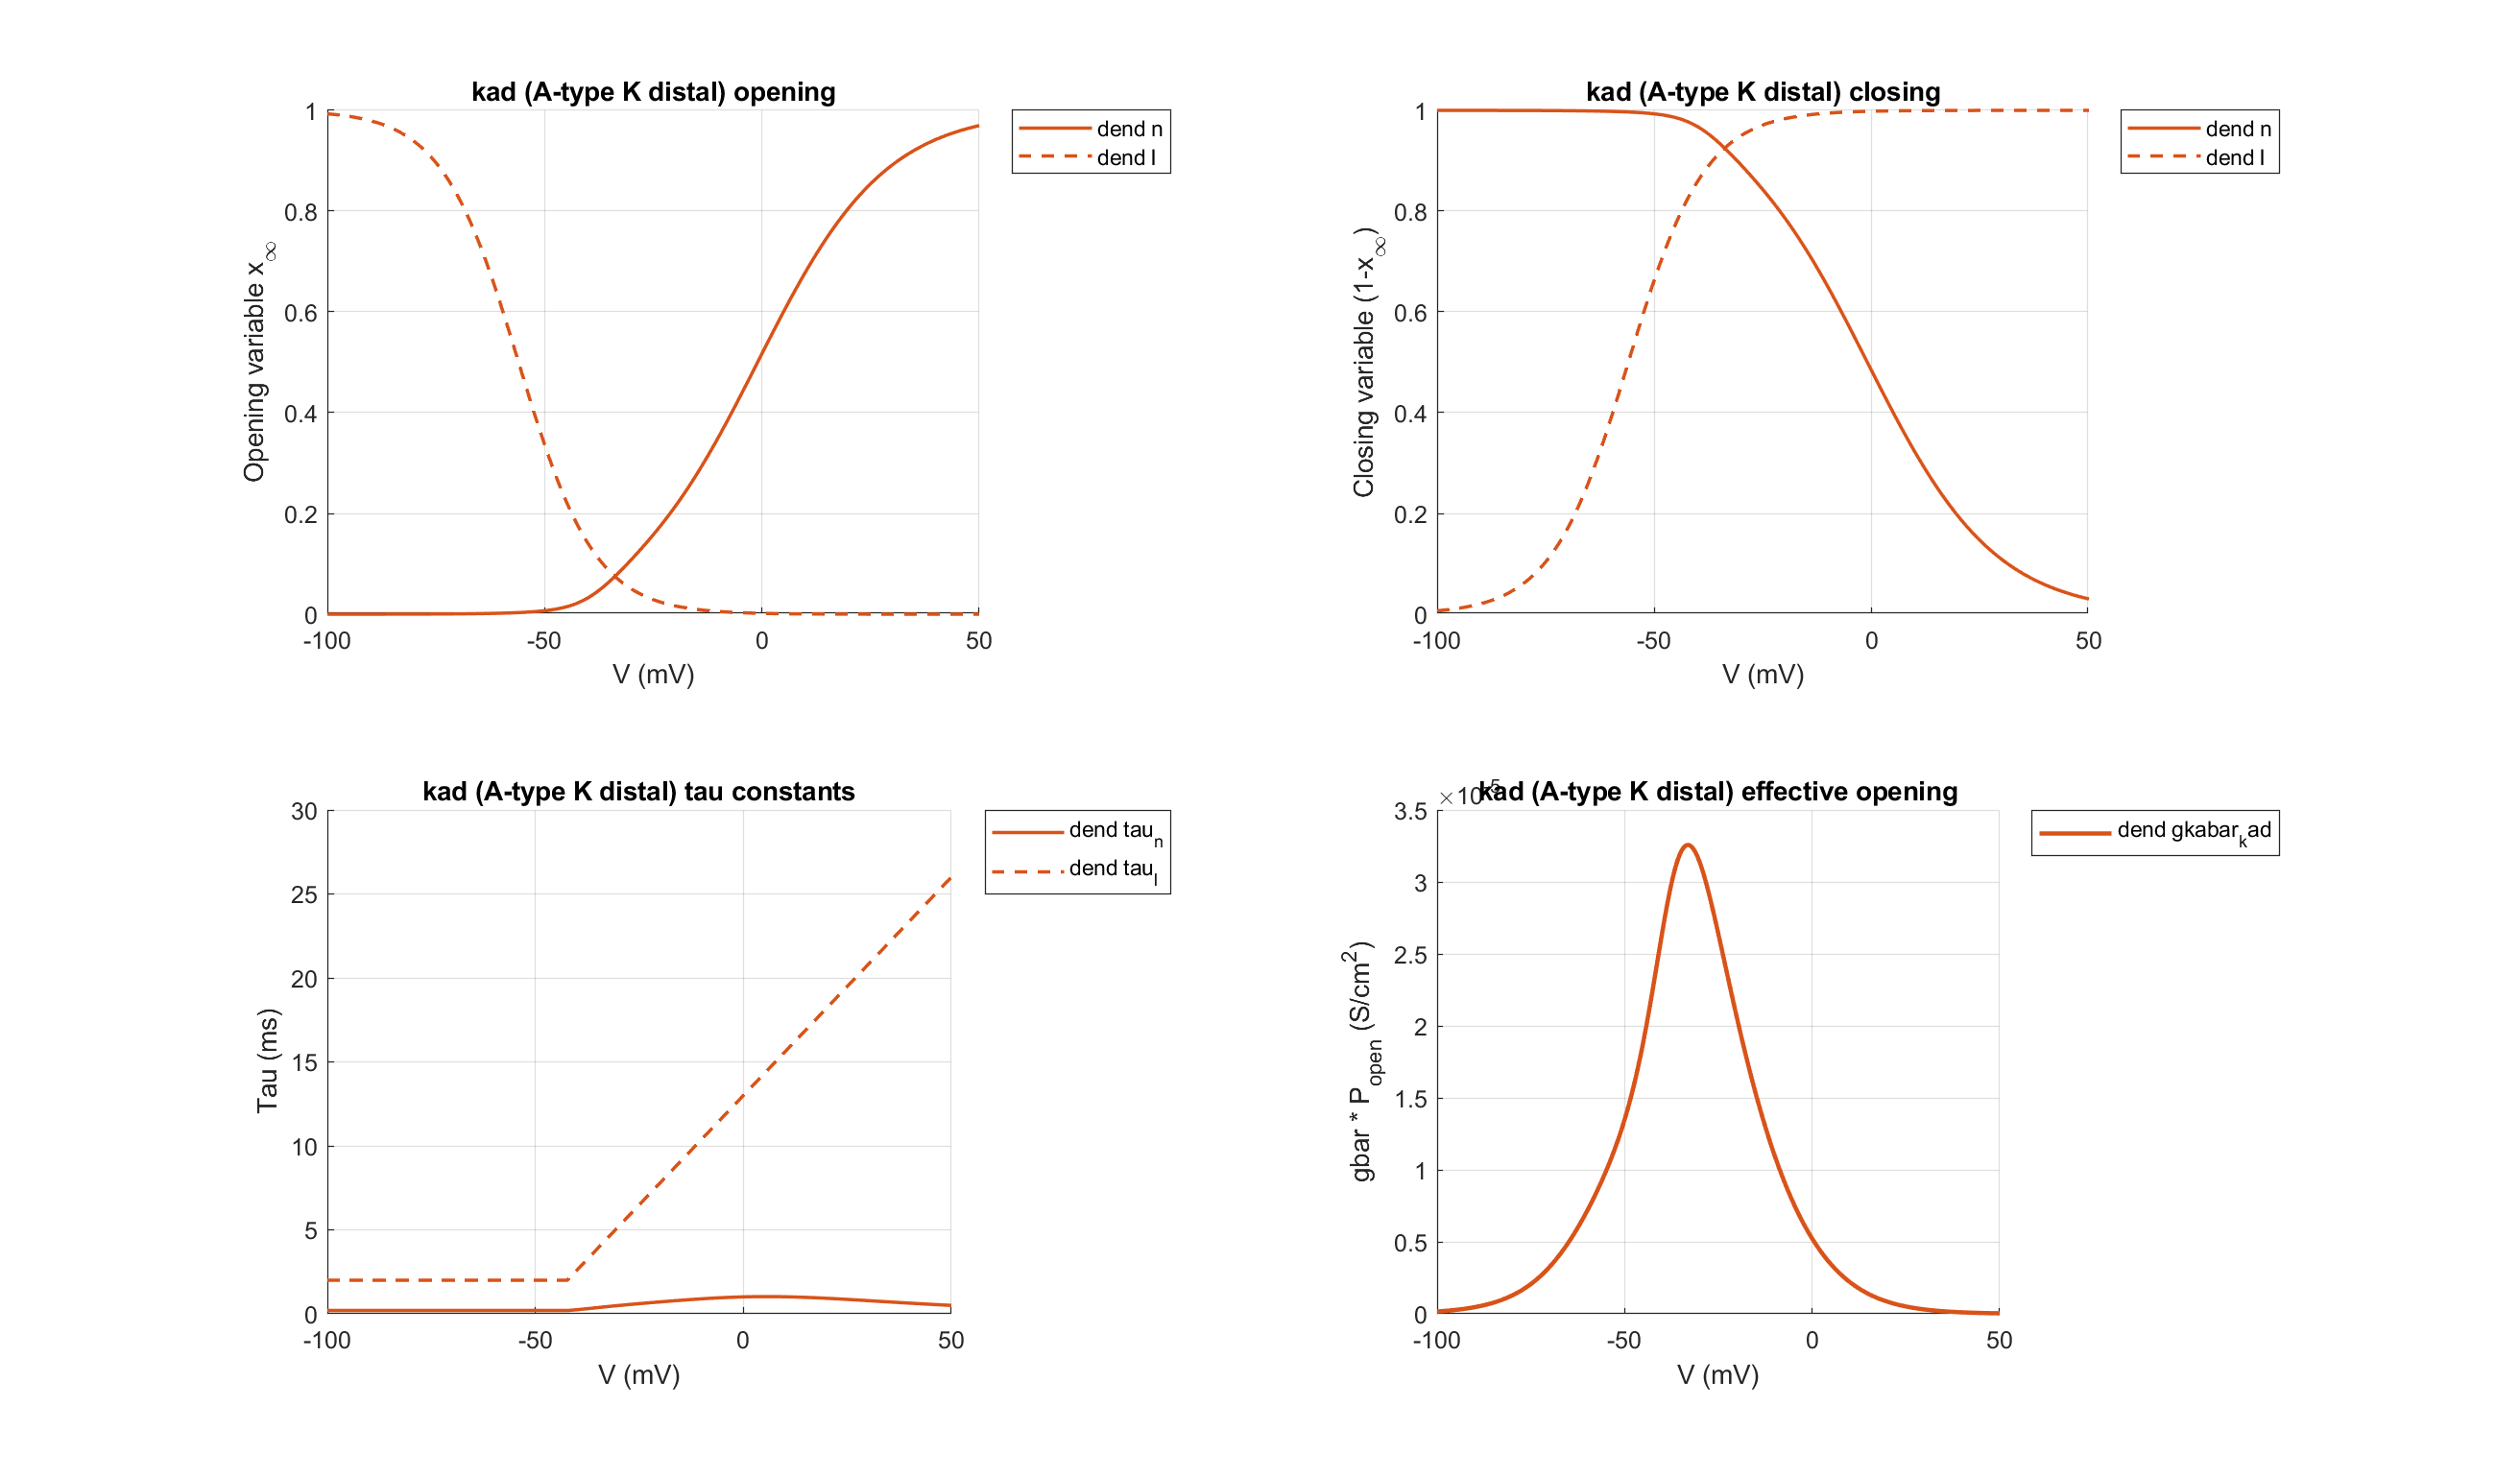 kad (A-type K distal) opening
Opening variable x∞
1
0.8
0.6
0.4
0.2
0
-100 -50 0 50
V (mV)
dend n
dend l
kad (A-type K distal) closing
Closing variable (1-x∞)
1
0.8
0.6
0.4
0.2
0
-100 -50 0 50
V (mV)
dend n
dend l
kad (A-type K distal) tau constants
Tau (ms)
30
25
20
15
10
5
0
-100 -50 0 50
V (mV)
dend tau_n
dend tau_l
kad (A-type K distal) effective opening
×10^-5
gbar * P_open (S/cm^2)
3.5
3
2.5
2
1.5
1
0.5
0
-100 -50 0 50
V (mV)
dend gkabar_kad